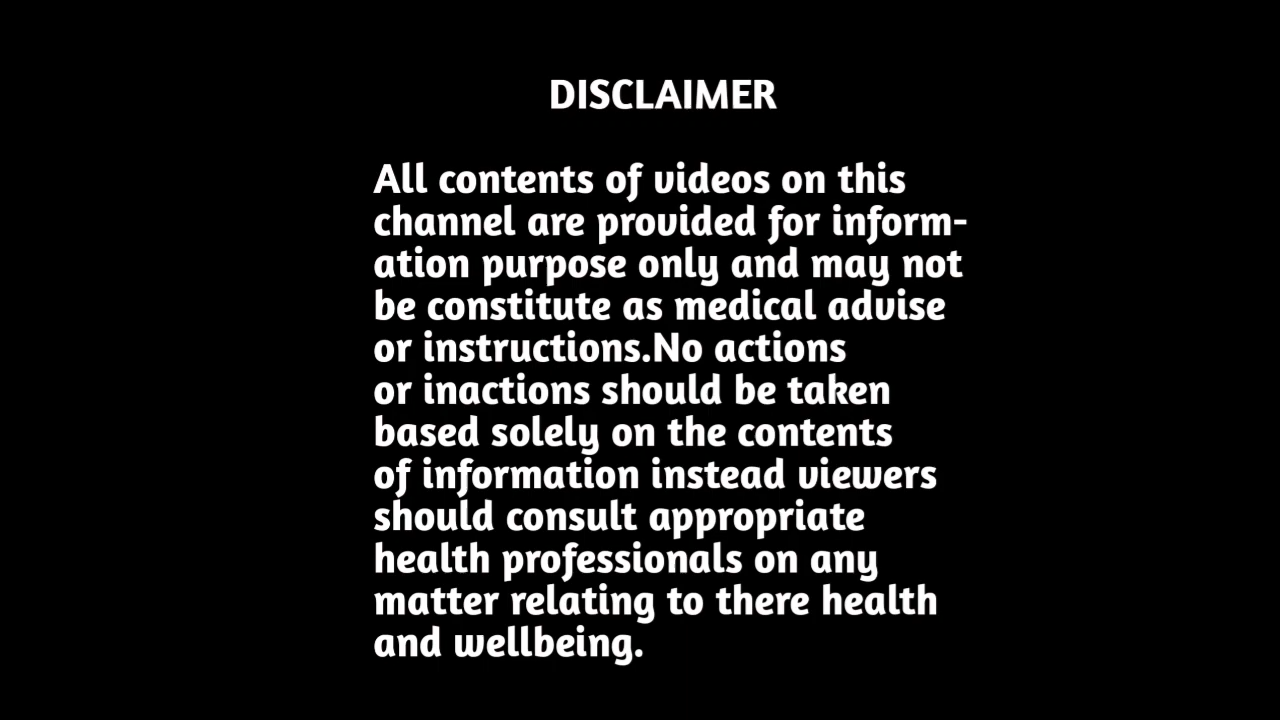 DISCLAIMER
All contents of videos on this
channel are provided for inform-
ation purpose only and may not
be constitute as medical advise
or instructions.No actions
or inactions should be taken
based solely on the contents
of information instead viewers
should consult appropriate
health professionals on any
matter relating to there health
and wellbeing.